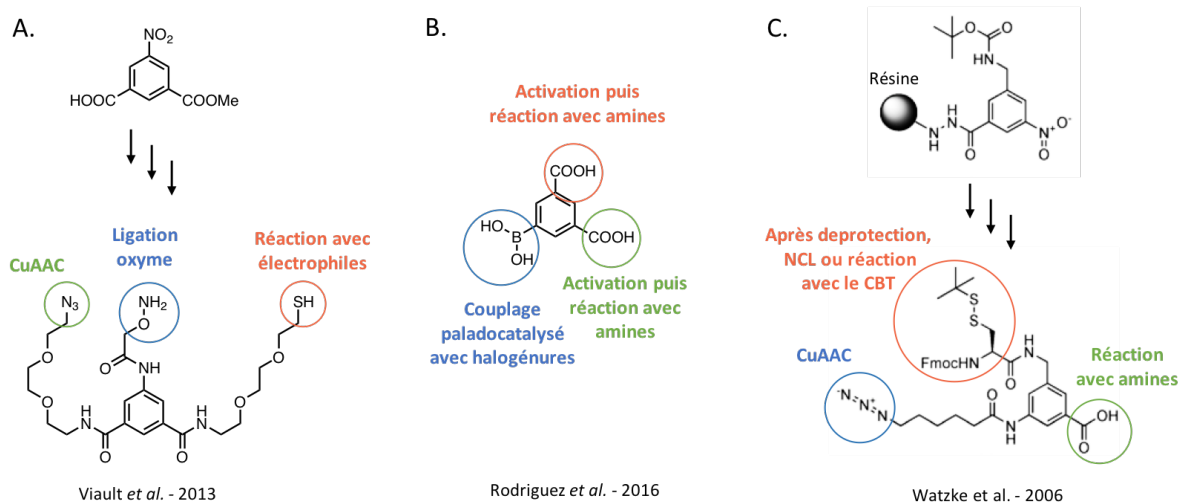 A.
NO2
HOOC
COOMe
CuAAC
Ligation
oxyme
Réaction avec
électrophiles
N3
NH2
O
SH
O
O
O
NH
O
H
N
H
N
O
O
Viault et al. - 2013
B.
Activation puis
réaction avec amines
COOH
HO
B
OH
COOH
Couplage
paladocatalysé
avec halogénures
Activation puis
réaction avec
amines
Rodriguez et al. - 2016
C.
O
O
HN
Résine
H
N
N
H
O
N+
O-
O
Après deprotection,
NCL ou réaction
avec le CBT
S
S
H
N
FmocHN
O
CuAAC
Réaction
avec amines
-N
N+
N
O
N
H
OH
O
Watzke et al. - 2006